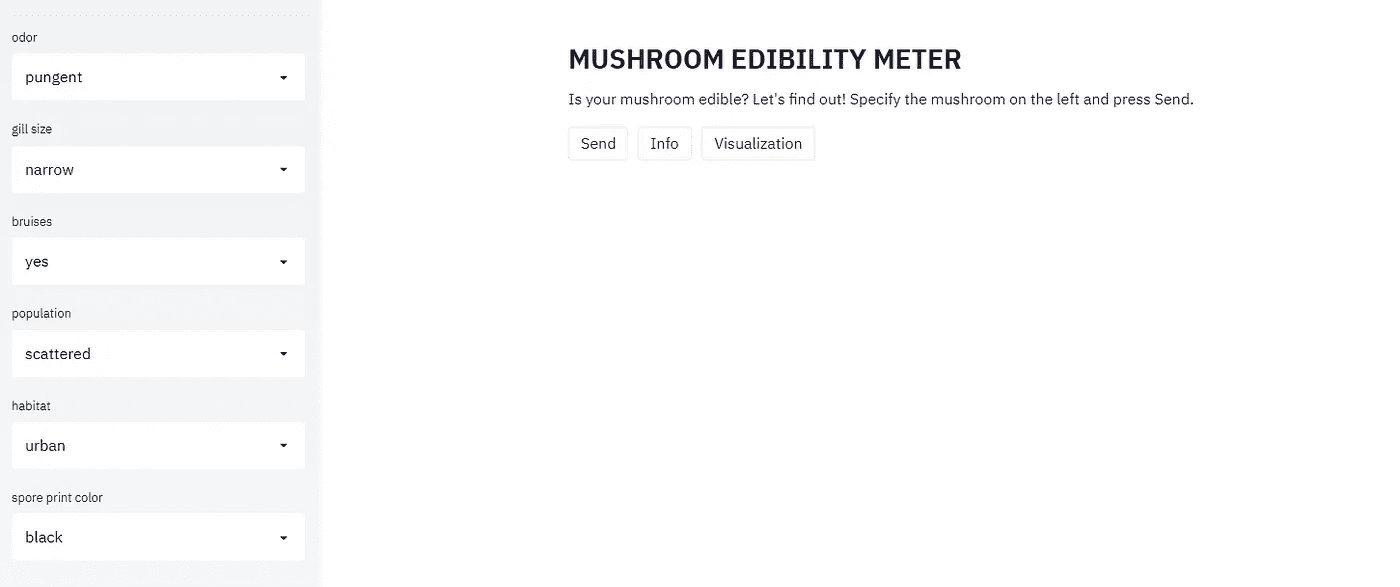 odor
pungent
gill size
narrow
bruises
yes
population
scattered
habitat
urban
spore print color
black
MUSHROOM EDIBILITY METER
Is your mushroom edible? Let's find out! Specify the mushroom on the left and press Send.
Send Info Visualization